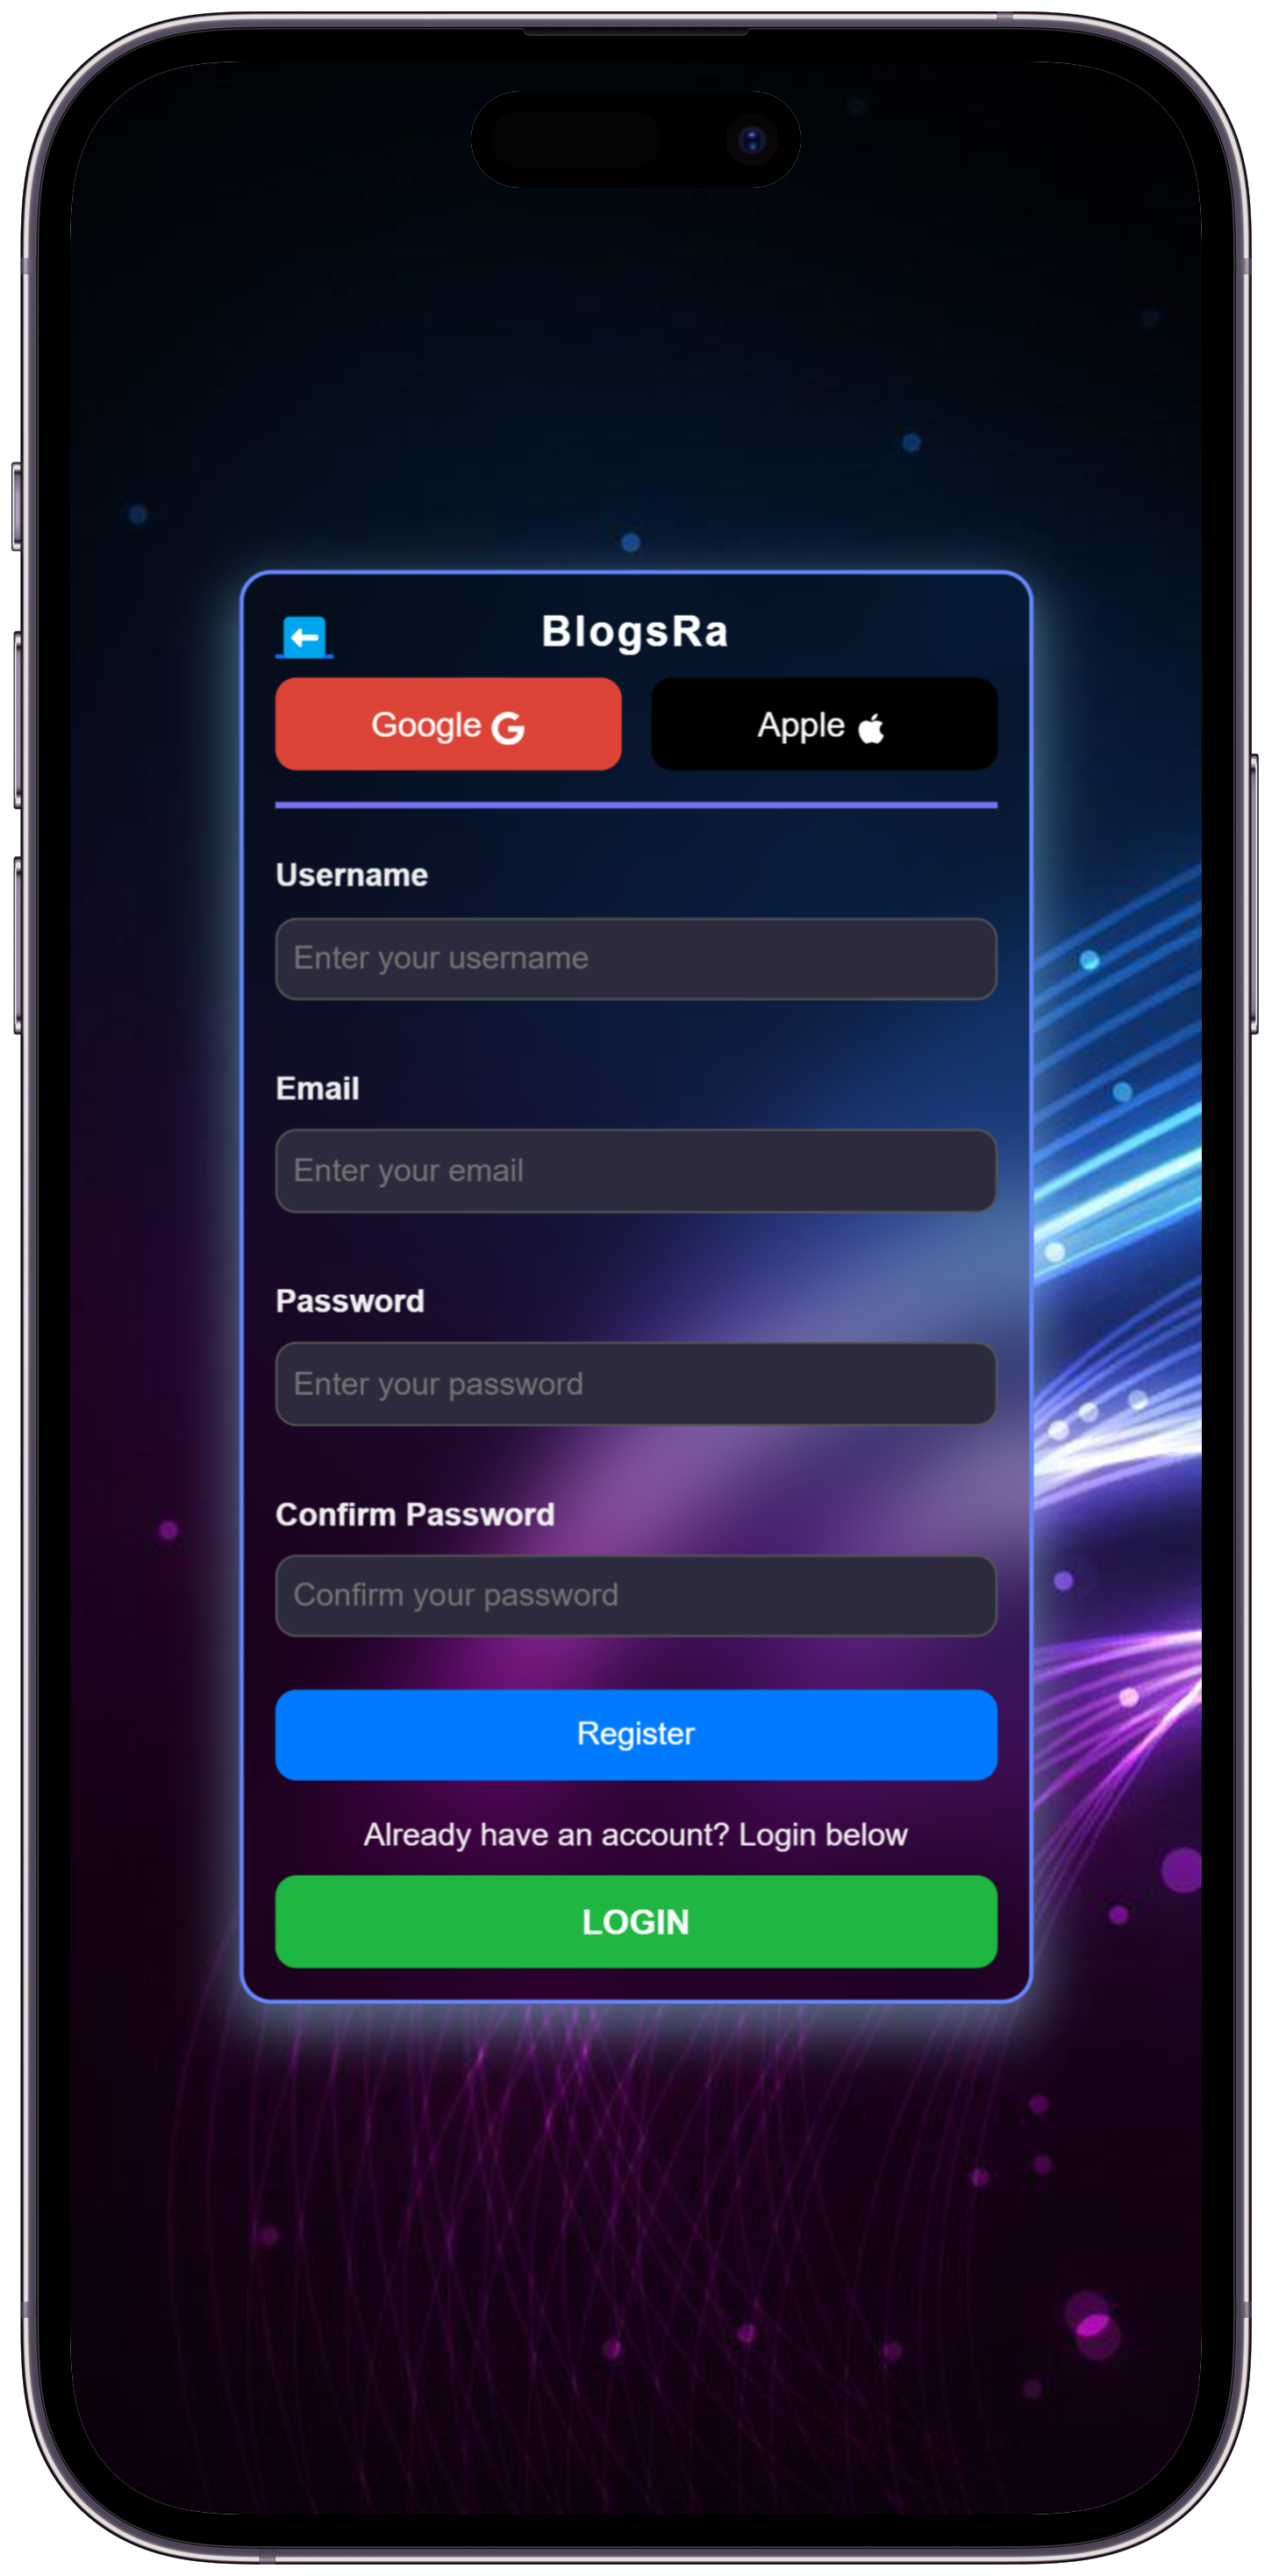 BlogsRa
Google
Apple
Username
Enter your username
Email
Enter your email
Password
Enter your password
Confirm Password
Confirm your password
Register
Already have an account? Login below
LOGIN